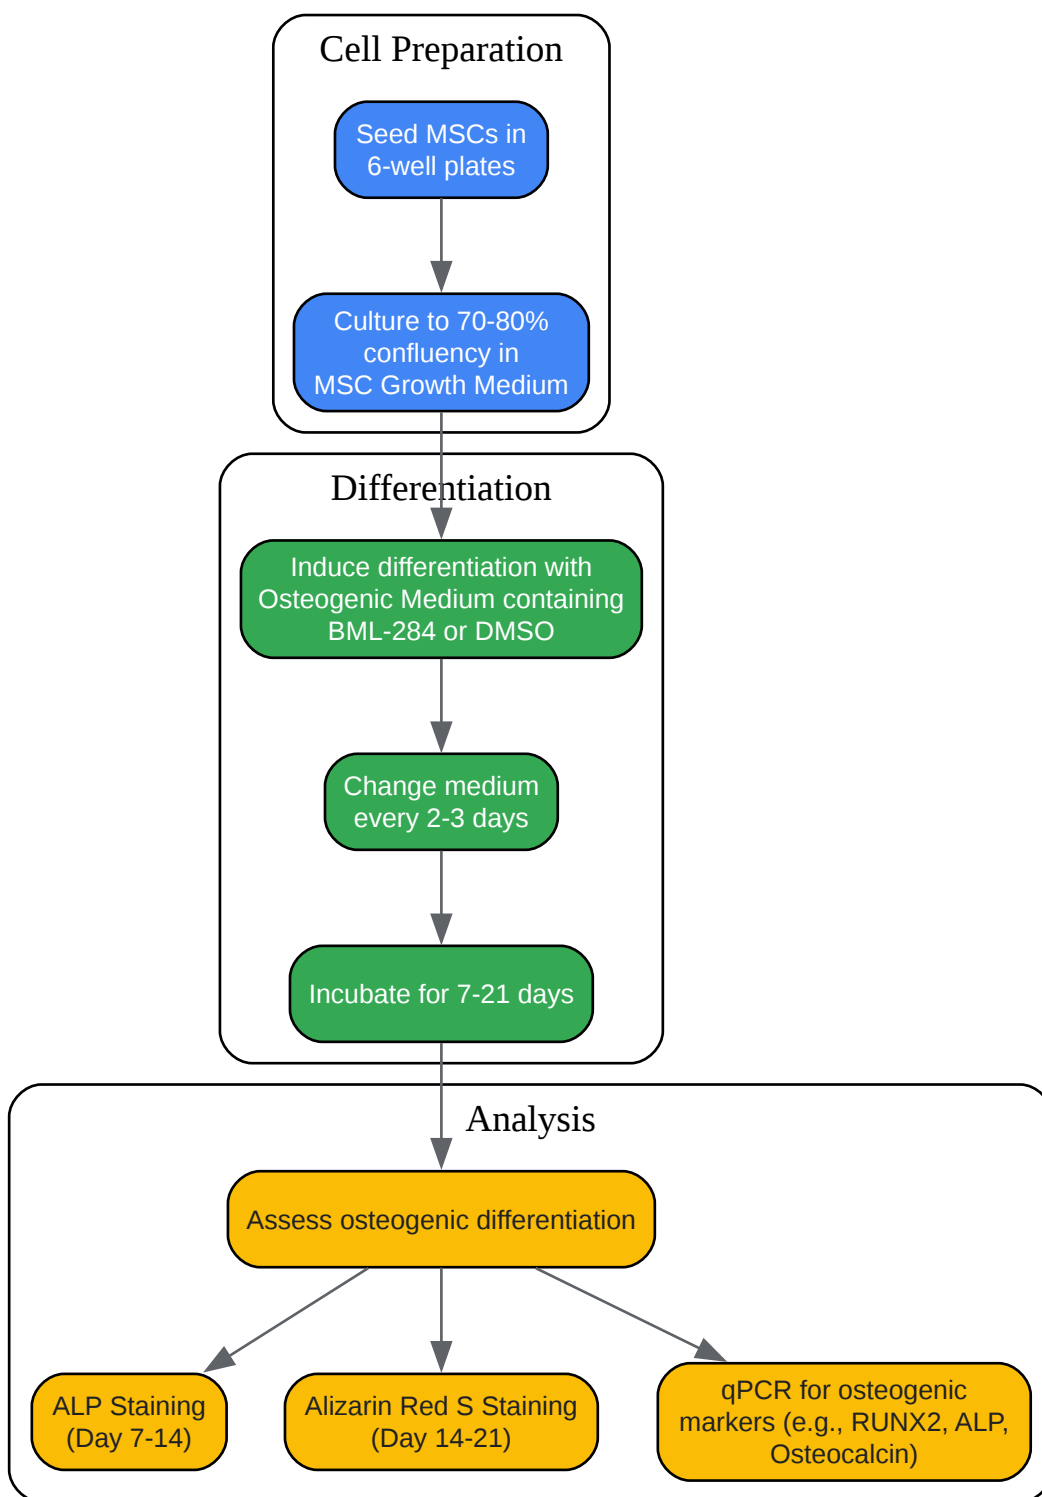 Cell Preparation
Seed MSCs in
6-well plates
Culture to 70-80%
confluency in
MSC Growth Medium
Differentiation
Induce differentiation with
Osteogenic Medium containing
BML-284 or DMSO
Change medium
every 2-3 days
Incubate for 7-21 days
Analysis
Assess osteogenic differentiation
ALP Staining
(Day 7-14)
Alizarin Red S Staining
(Day 14-21)
qPCR for osteogenic
markers (e.g., RUNX2, ALP,
Osteocalcin)